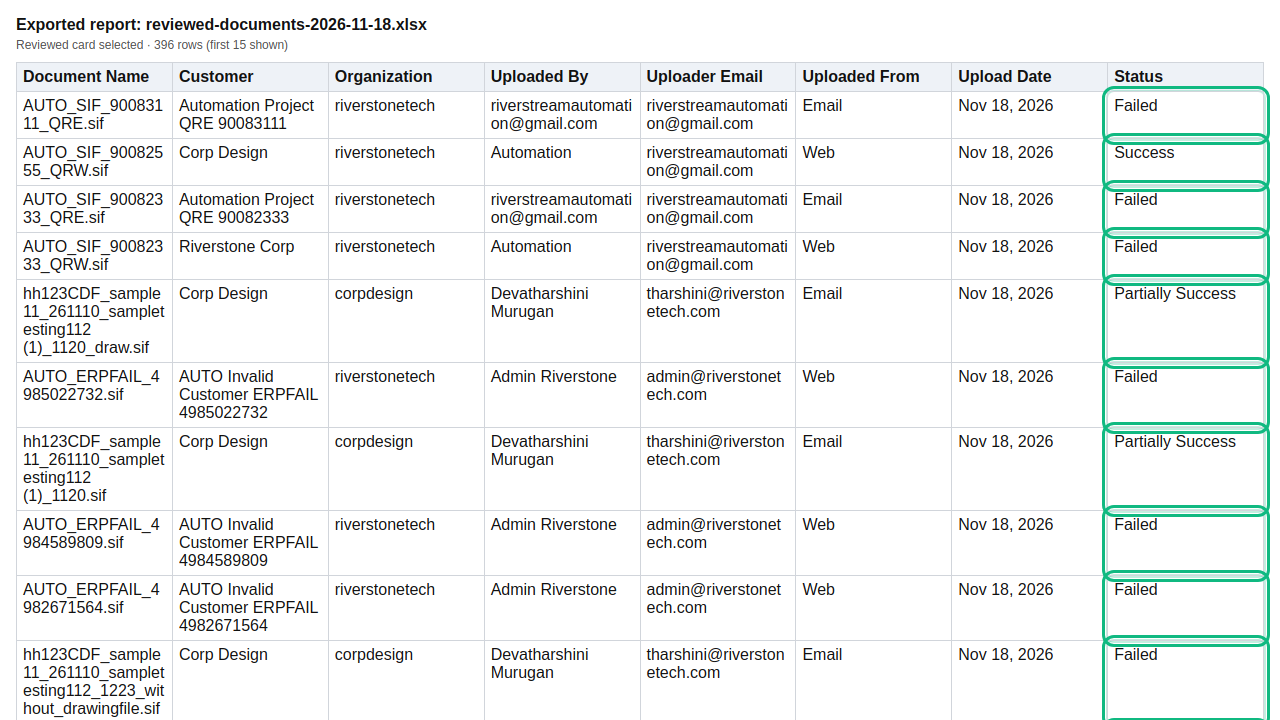 Exported report: reviewed-documents-2026-11-18.xlsx
Reviewed card selected · 396 rows (first 15 shown)
Document Name Customer Organization Uploaded By Uploader Email Uploaded From Upload Date Status
AUTO_SIF_900831 Automation Project riverstonetech riverstreamautomati riverstreamautomati Email Nov 18, 2026 Failed
11_QRE.sif QRE 90083111 on@gmail.com on@gmail.com
AUTO_SIF_900825 Corp Design riverstonetech Automation riverstreamautomati Web Nov 18, 2026 Success
55_QRW.sif on@gmail.com
AUTO_SIF_900823 Automation Project riverstonetech riverstreamautomati riverstreamautomati Email Nov 18, 2026 Failed
33_QRE.sif QRE 90082333 on@gmail.com on@gmail.com
AUTO_SIF_900823 Riverstone Corp riverstonetech Automation riverstreamautomati Web Nov 18, 2026 Failed
33_QRW.sif on@gmail.com
hh123CDF_sample Corp Design corpdesign Devatharshini tharshini@riverston Email Nov 18, 2026 Partially Success
11_261110_samplet Murugan etech.com
esting112
(1)_1120_draw.sif
AUTO_ERPFAIL_4 AUTO Invalid riverstonetech Admin Riverstone admin@riverstonet Web Nov 18, 2026 Failed
985022732.sif Customer ERPFAIL ech.com
4985022732
hh123CDF_sample Corp Design corpdesign Devatharshini tharshini@riverston Email Nov 18, 2026 Partially Success
11_261110_samplet Murugan etech.com
esting112
(1)_1120.sif
AUTO_ERPFAIL_4 AUTO Invalid riverstonetech Admin Riverstone admin@riverstonet Web Nov 18, 2026 Failed
984589809.sif Customer ERPFAIL ech.com
4984589809
AUTO_ERPFAIL_4 AUTO Invalid riverstonetech Admin Riverstone admin@riverstonet Web Nov 18, 2026 Failed
982671564.sif Customer ERPFAIL ech.com
4982671564
hh123CDF_sample Corp Design corpdesign Devatharshini tharshini@riverston Email Nov 18, 2026 Failed
11_261110_samplet Murugan etech.com
esting112_1223_wit
hout_drawingfile.sif